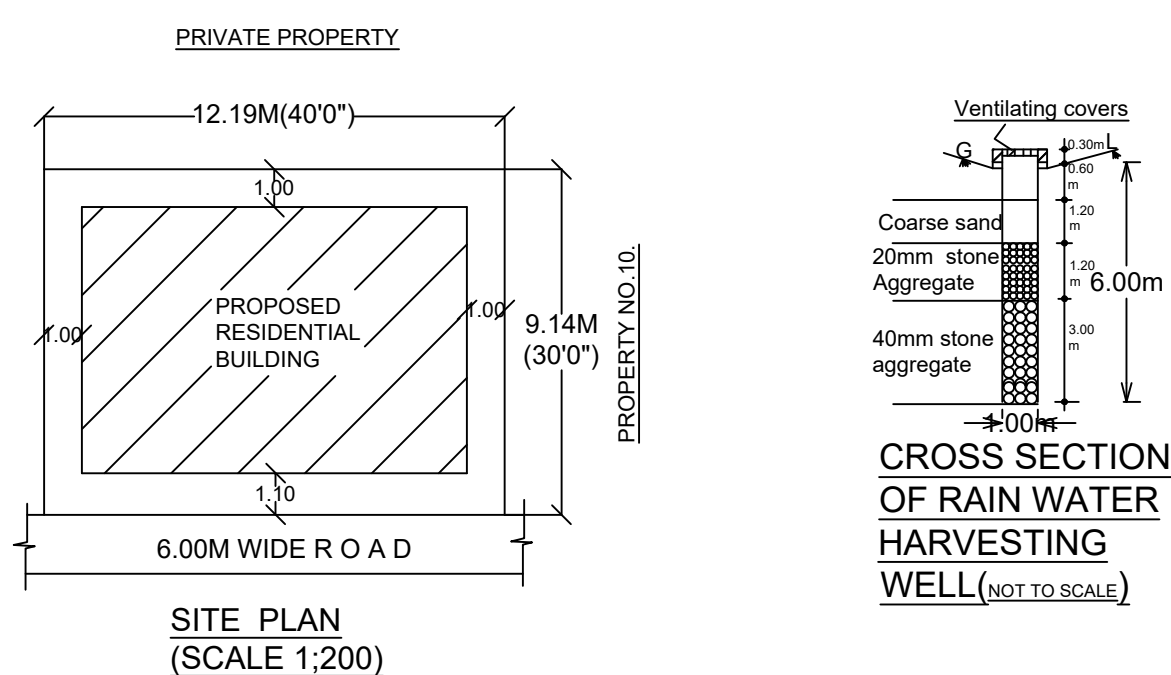 PRIVATE PROPERTY
12.19M(40'0")
1.00
PROPOSED
RESIDENTIAL
BUILDING
1.00
1.00
9.14M
(30'0")
PROPERTY NO.10.
1.10
6.00M WIDE R O A D
SITE PLAN
(SCALE 1;200)
Ventilating covers
G
L
0.30m
0.60
m
Coarse sand
1.20
m
20mm stone
Aggregate
1.20
m
6.00m
40mm stone
aggregate
3.00
m
1.00m
CROSS SECTION
OF RAIN WATER
HARVESTING
WELL(NOT TO SCALE)